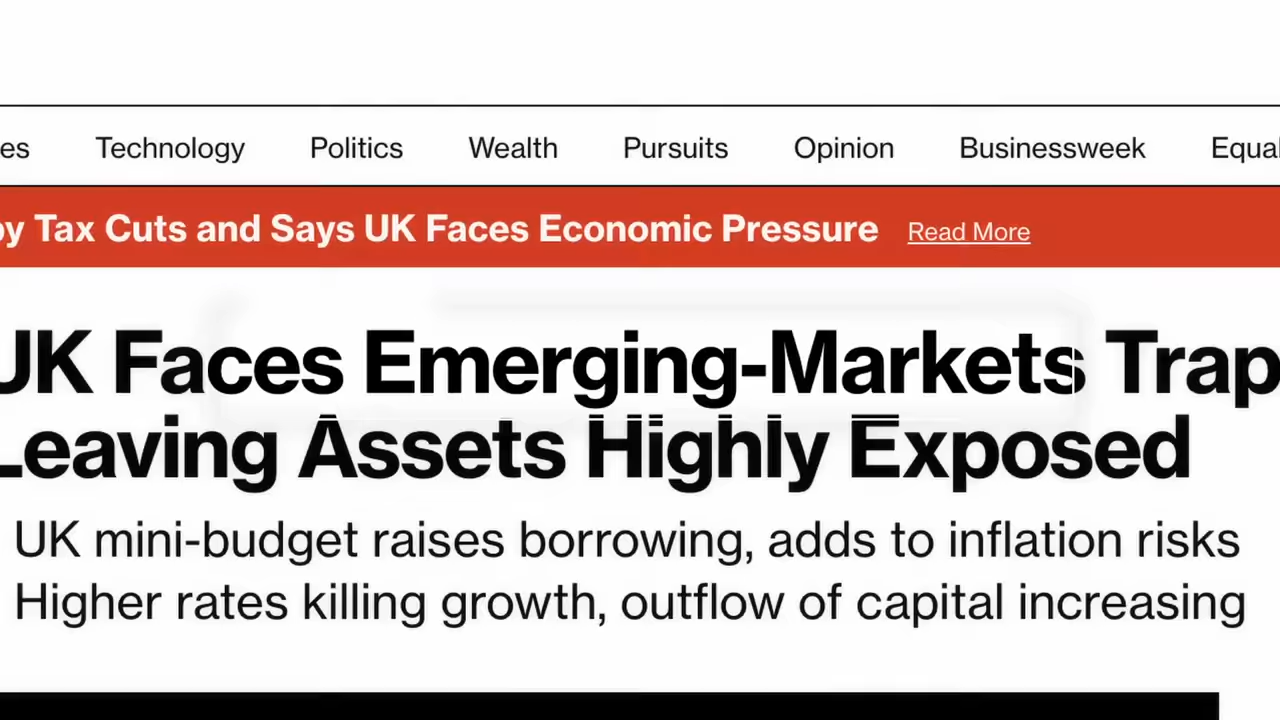 es Technology Politics Wealth Pursuits Opinion Businessweek Equal
by Tax Cuts and Says UK Faces Economic Pressure Read More
UK Faces Emerging-Markets Trap
Leaving Assets Highly Exposed
UK mini-budget raises borrowing, adds to inflation risks
Higher rates killing growth, outflow of capital increasing